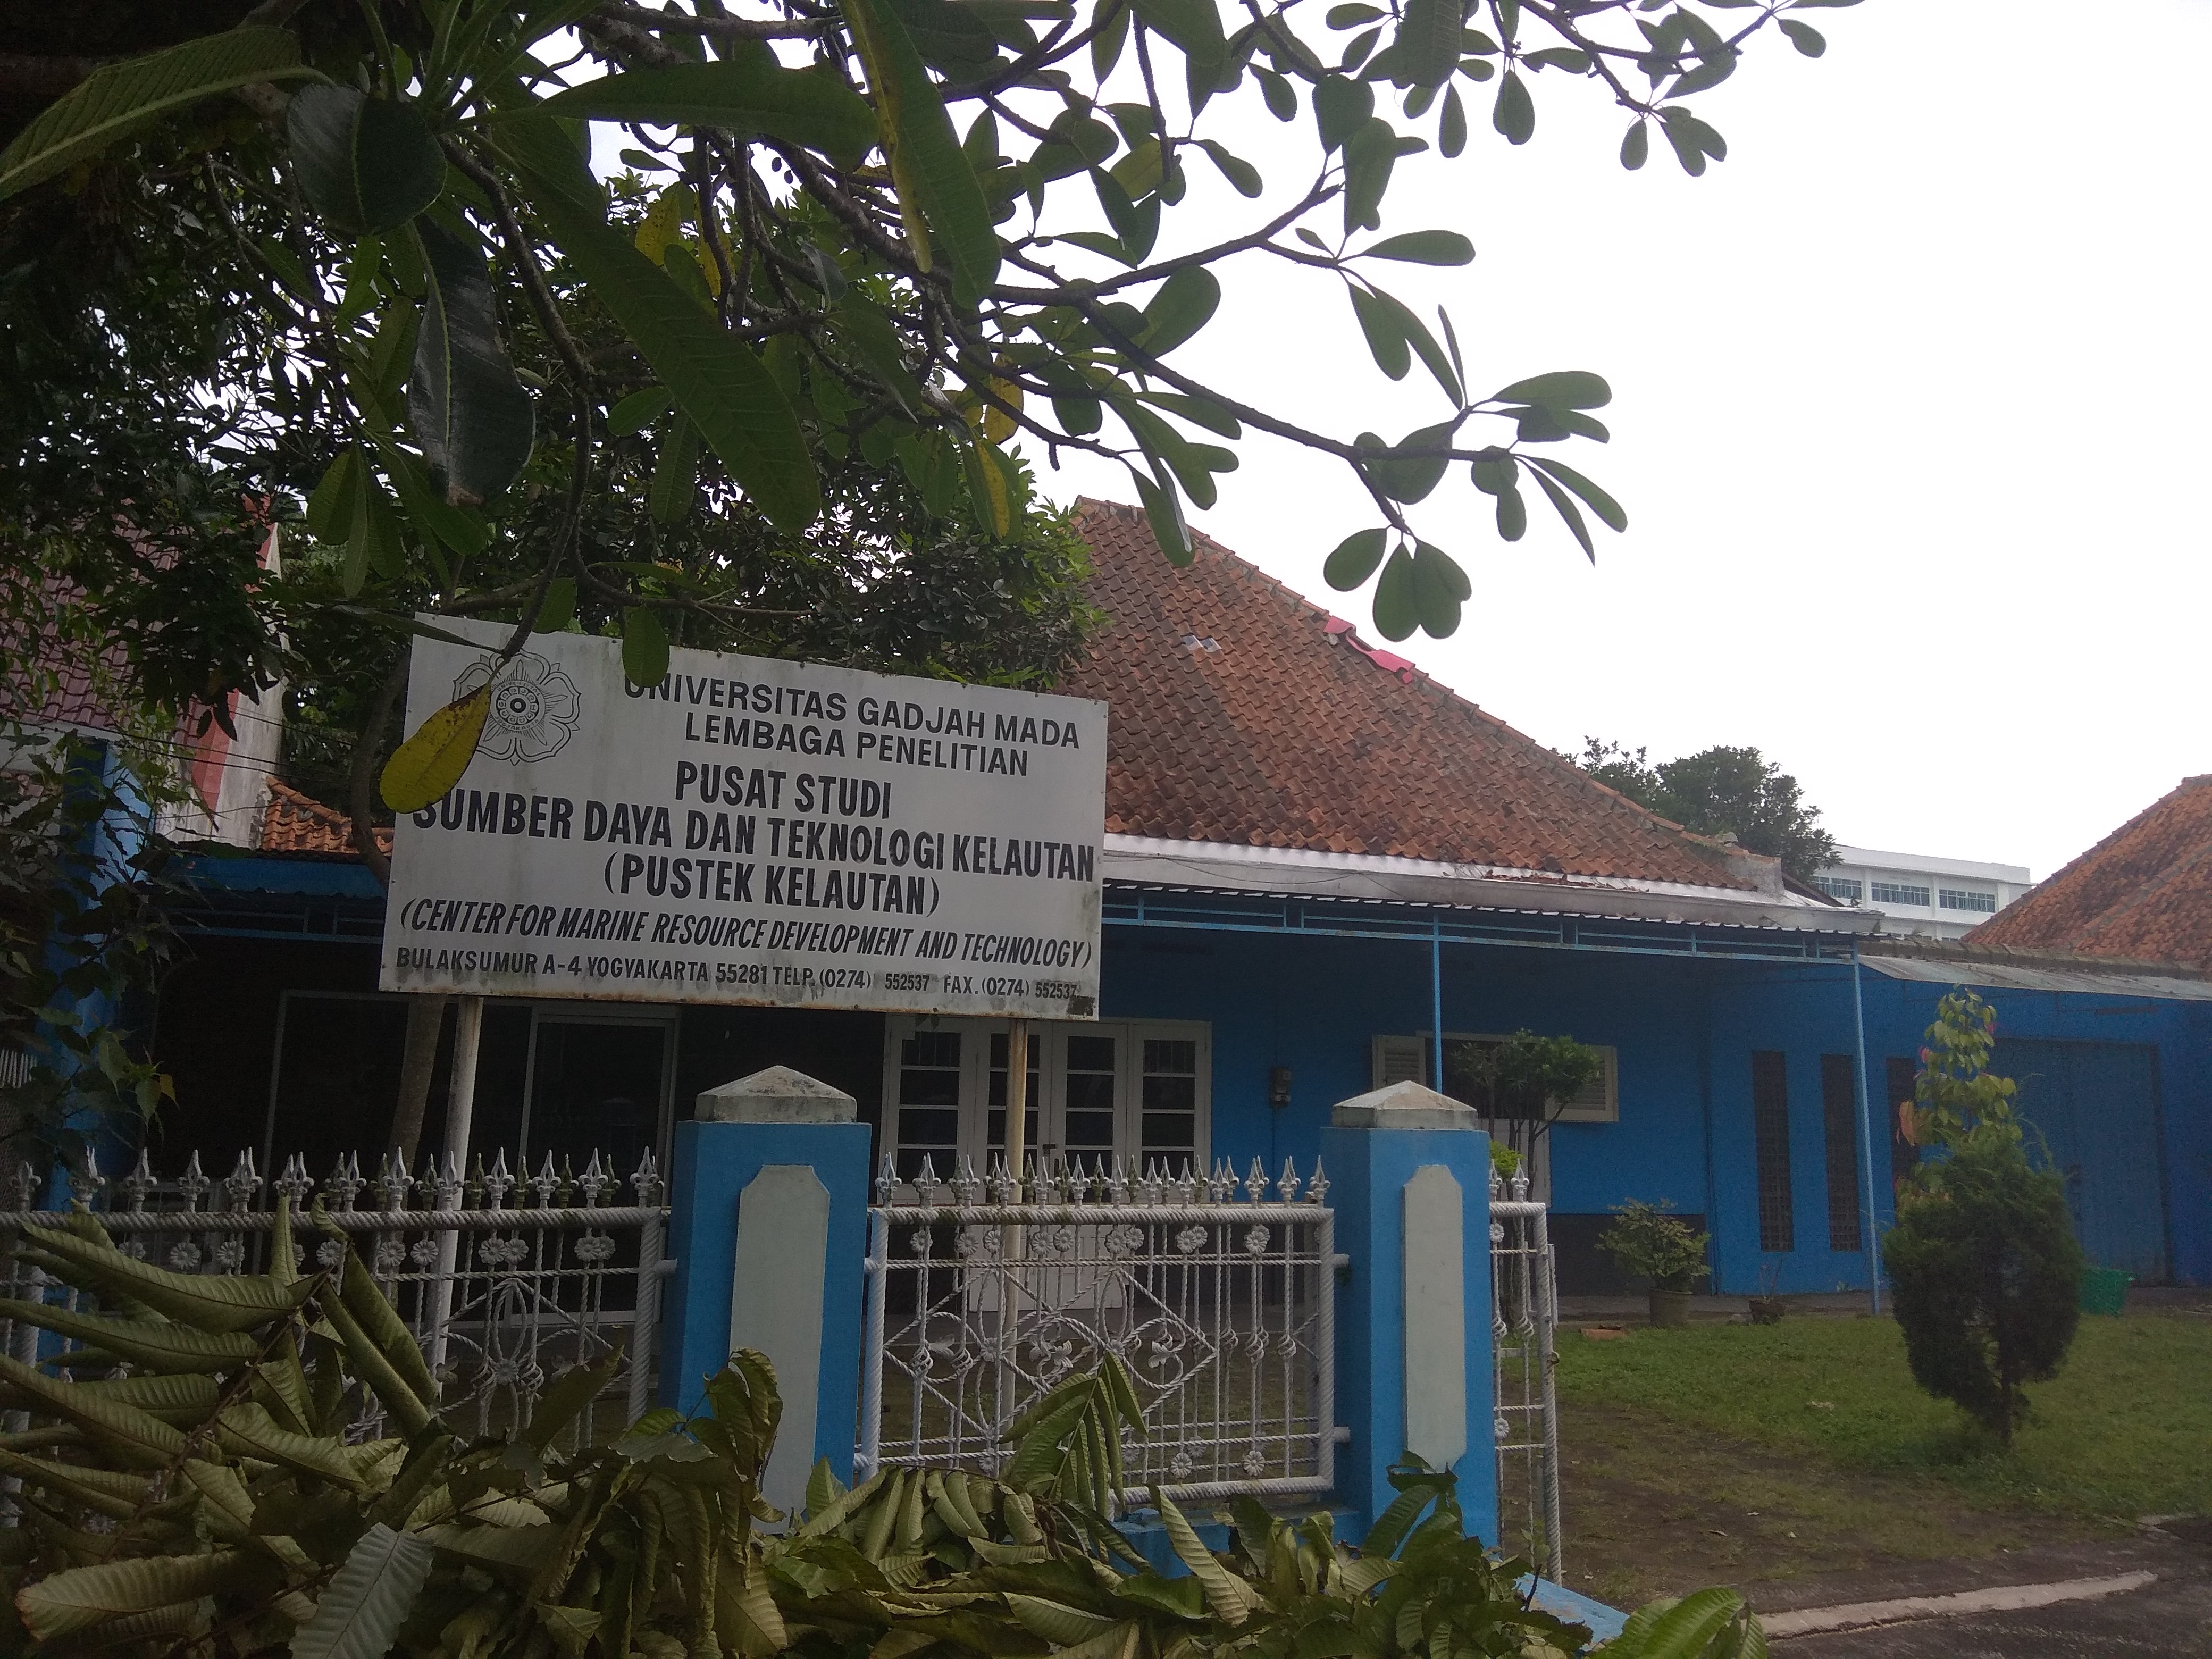 UNIVERSITAS GADJAH MADA
LEMBAGA PENELITIAN
PUSAT STUDI
SUMBER DAYA DAN TEKNOLOGI KELAUTAN
(PUSTEK KELAUTAN)
(CENTER FOR MARINE RESOURCE DEVELOPMENT AND TECHNOLOGY)
BULAKSUMUR A-4 YOGYAKARTA 55281 TELP. (0274) 552537 FAX. (0274) 552537